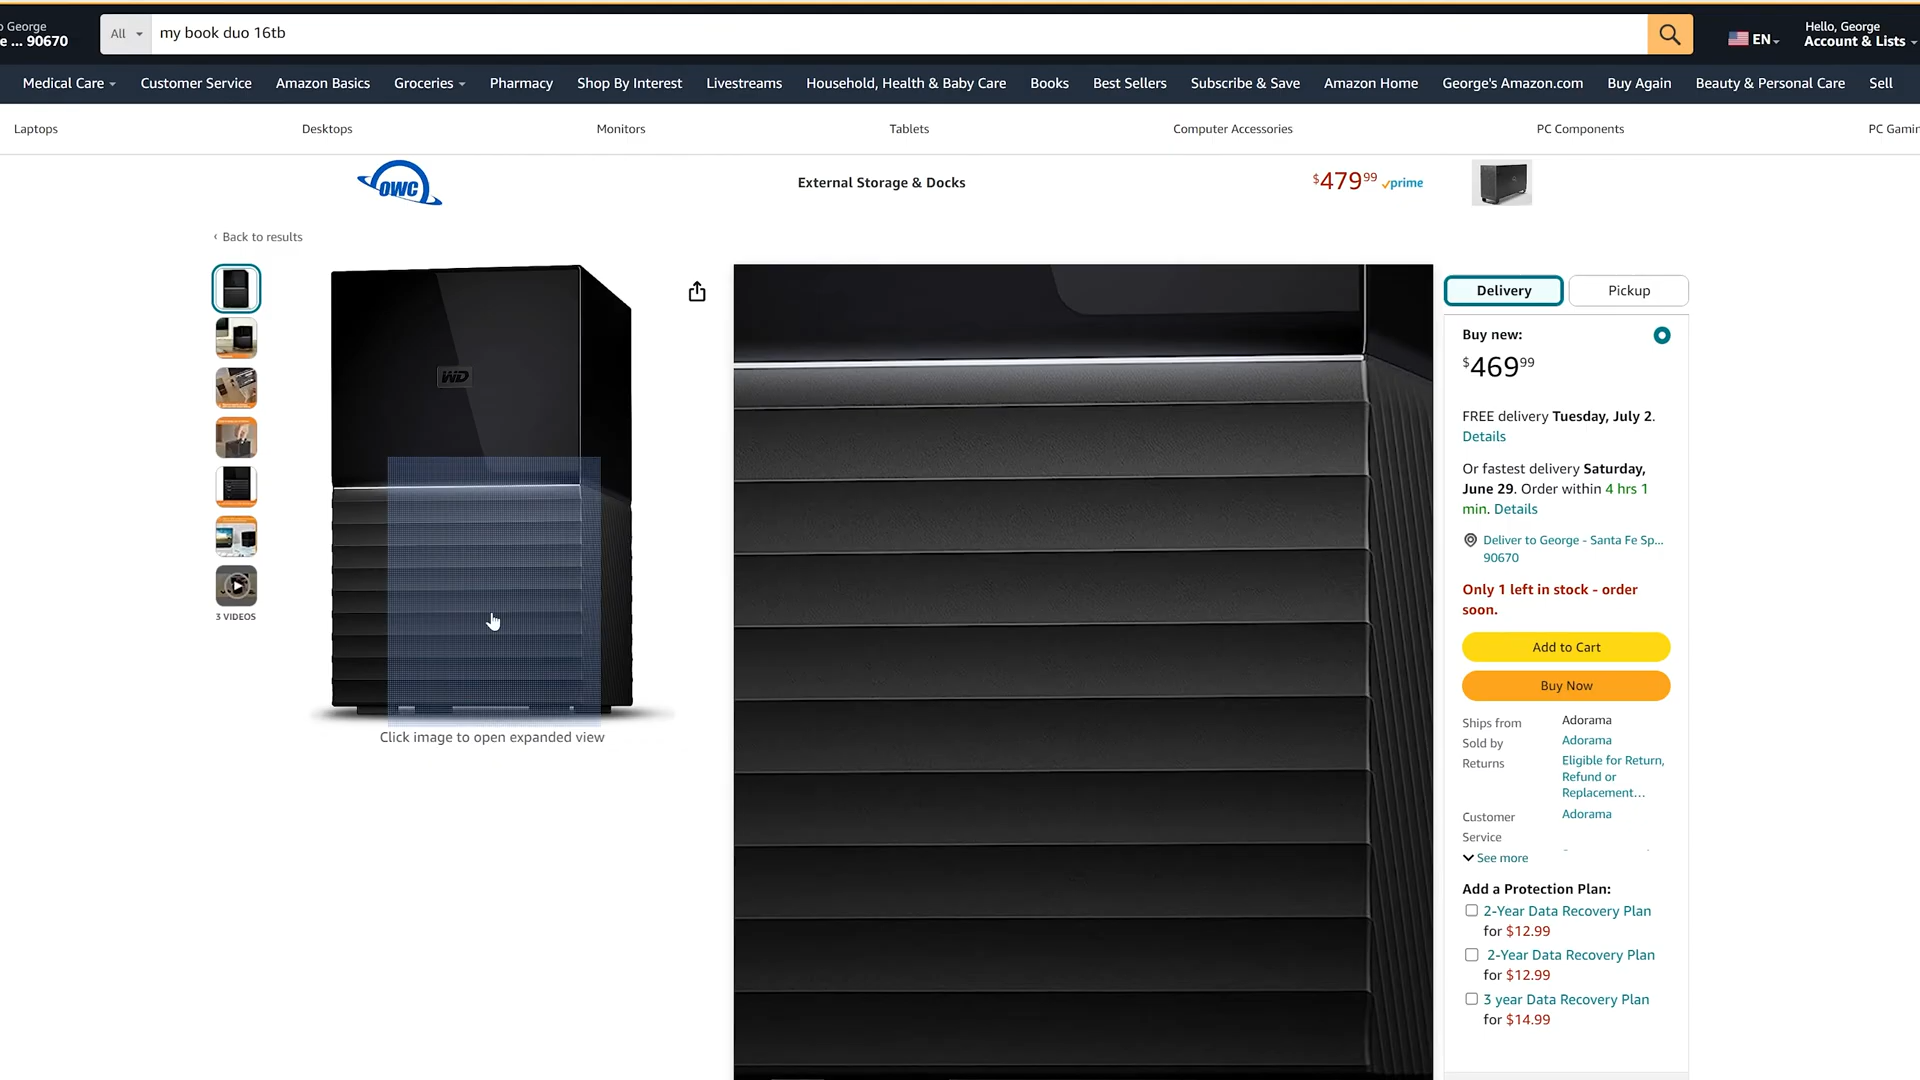 o George
e ... 90670
All
my book duo 16tb
EN
Hello, George
Account & Lists
Medical Care
Customer Service
Amazon Basics
Groceries
Pharmacy
Shop By Interest
Livestreams
Household, Health & Baby Care
Books
Best Sellers
Subscribe & Save
Amazon Home
George's Amazon.com
Buy Again
Beauty & Personal Care
Sell
Laptops
Desktops
Monitors
Tablets
Computer Accessories
PC Components
PC Gamin
OWC
External Storage & Docks
$479.99 prime
‹ Back to results
WD
3 VIDEOS
Click image to open expanded view
Delivery
Pickup
Buy new:
$469.99
FREE delivery Tuesday, July 2.
Details
Or fastest delivery Saturday,
June 29. Order within 4 hrs 1
min. Details
Deliver to George - Santa Fe Sp...
90670
Only 1 left in stock - order
soon.
Add to Cart
Buy Now
Ships from Adorama
Sold by Adorama
Returns Eligible for Return,
Refund or
Replacement…
Customer Adorama
Service
See more
Add a Protection Plan:
2-Year Data Recovery Plan
for $12.99
2-Year Data Recovery Plan
for $12.99
3 year Data Recovery Plan
for $14.99